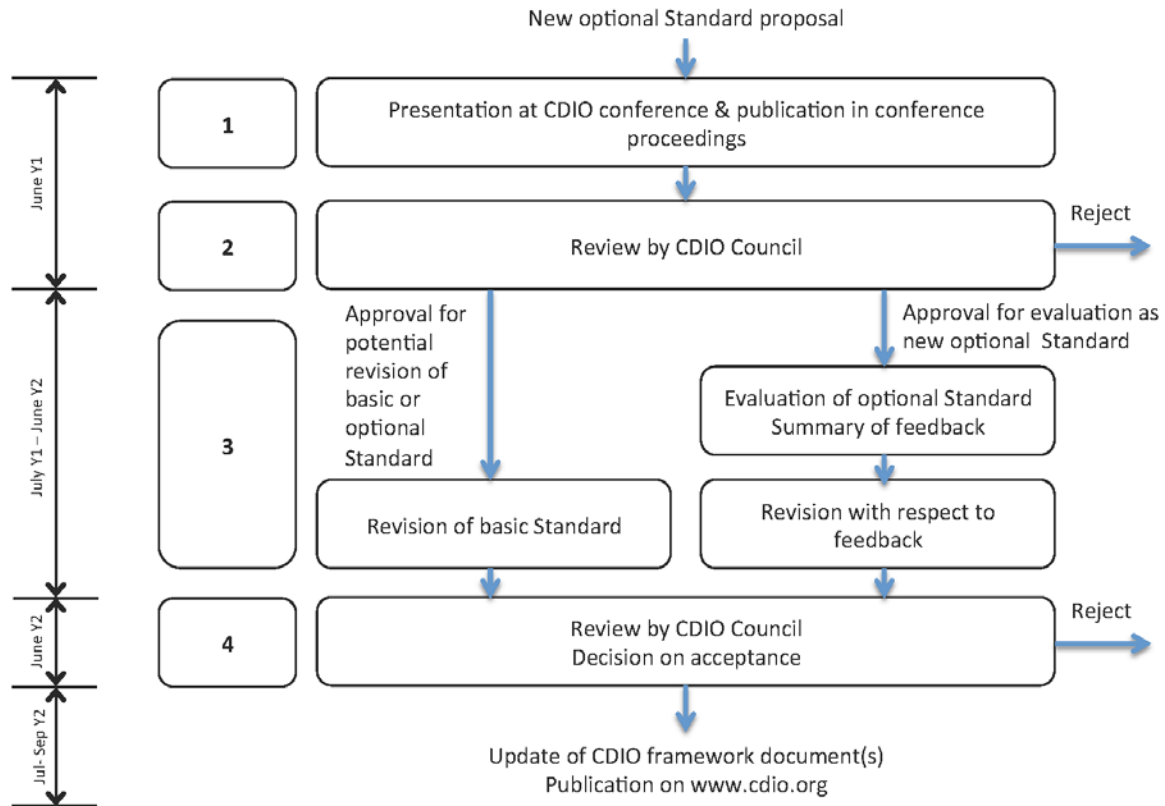 New optional Standard proposal
June Y1
1
Presentation at CDIO conference & publication in conference
proceedings
2
Review by CDIO Council
Reject
July Y1 – June Y2
3
Approval for
potential
revision of
basic or
optional
Standard
Revision of basic Standard
Approval for evaluation as
new optional  Standard
Evaluation of optional Standard
Summary of feedback
Revision with respect to
feedback
June Y2
4
Review by CDIO Council
Decision on acceptance
Reject
Jul- Sep Y2
Update of CDIO framework document(s)
Publication on www.cdio.org